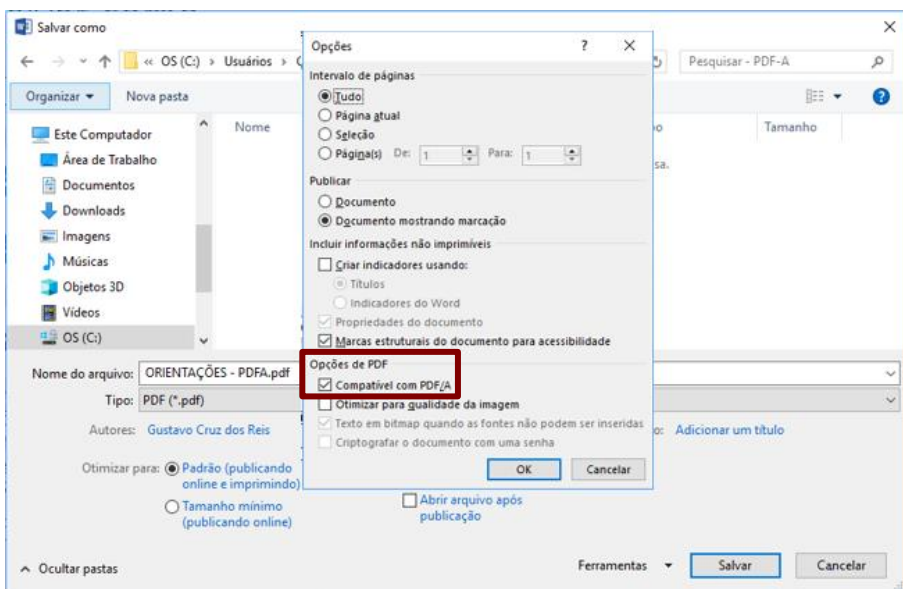 Salvar como
Opções
« OS (C:) › Usuários ›
Pesquisar - PDF-A
Organizar
Nova pasta
Nome
Tamanho
Este Computador
Área de Trabalho
Documentos
Downloads
Imagens
Músicas
Objetos 3D
Vídeos
OS (C:)
Intervalo de páginas
Tudo
Página atual
Seleção
Página(s) De: 1 Para: 1
Publicar
Documento
Documento mostrando marcação
Incluir informações não imprimíveis
Criar indicadores usando:
Títulos
Indicadores do Word
Propriedades do documento
Marcas estruturais do documento para acessibilidade
Opções de PDF
Compatível com PDF/A
Otimizar para qualidade da imagem
Texto em bitmap quando as fontes não podem ser inseridas
Criptografar o documento com uma senha
OK
Cancelar
Nome do arquivo: ORIENTAÇÕES - PDFA.pdf
Tipo: PDF (*.pdf)
Autores: Gustavo Cruz dos Reis
Adicionar um título
Otimizar para: Padrão (publicando
online e imprimindo)
Tamanho mínimo
(publicando online)
Abrir arquivo após
publicação
Ocultar pastas
Ferramentas
Salvar
Cancelar